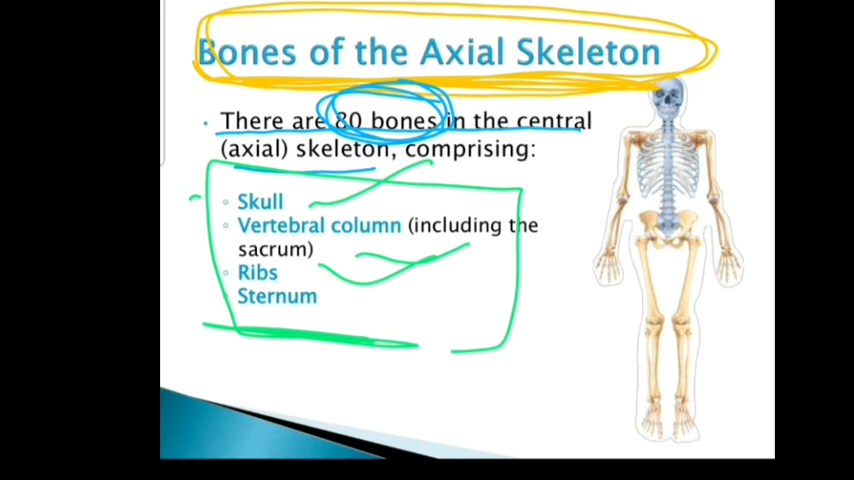 Bones of the Axial Skeleton
• There are 80 bones in the central
(axial) skeleton, comprising:
◦ Skull
◦ Vertebral column (including the
sacrum)
◦ Ribs
◦ Sternum